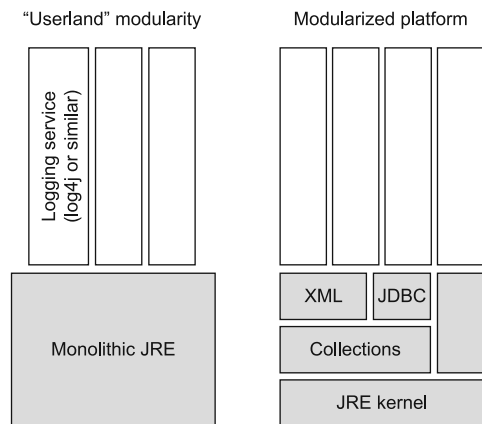 “Userland” modularity
Modularized platform
Logging service
(log4j or similar)
XML
JDBC
Monolithic JRE
Collections
JRE kernel